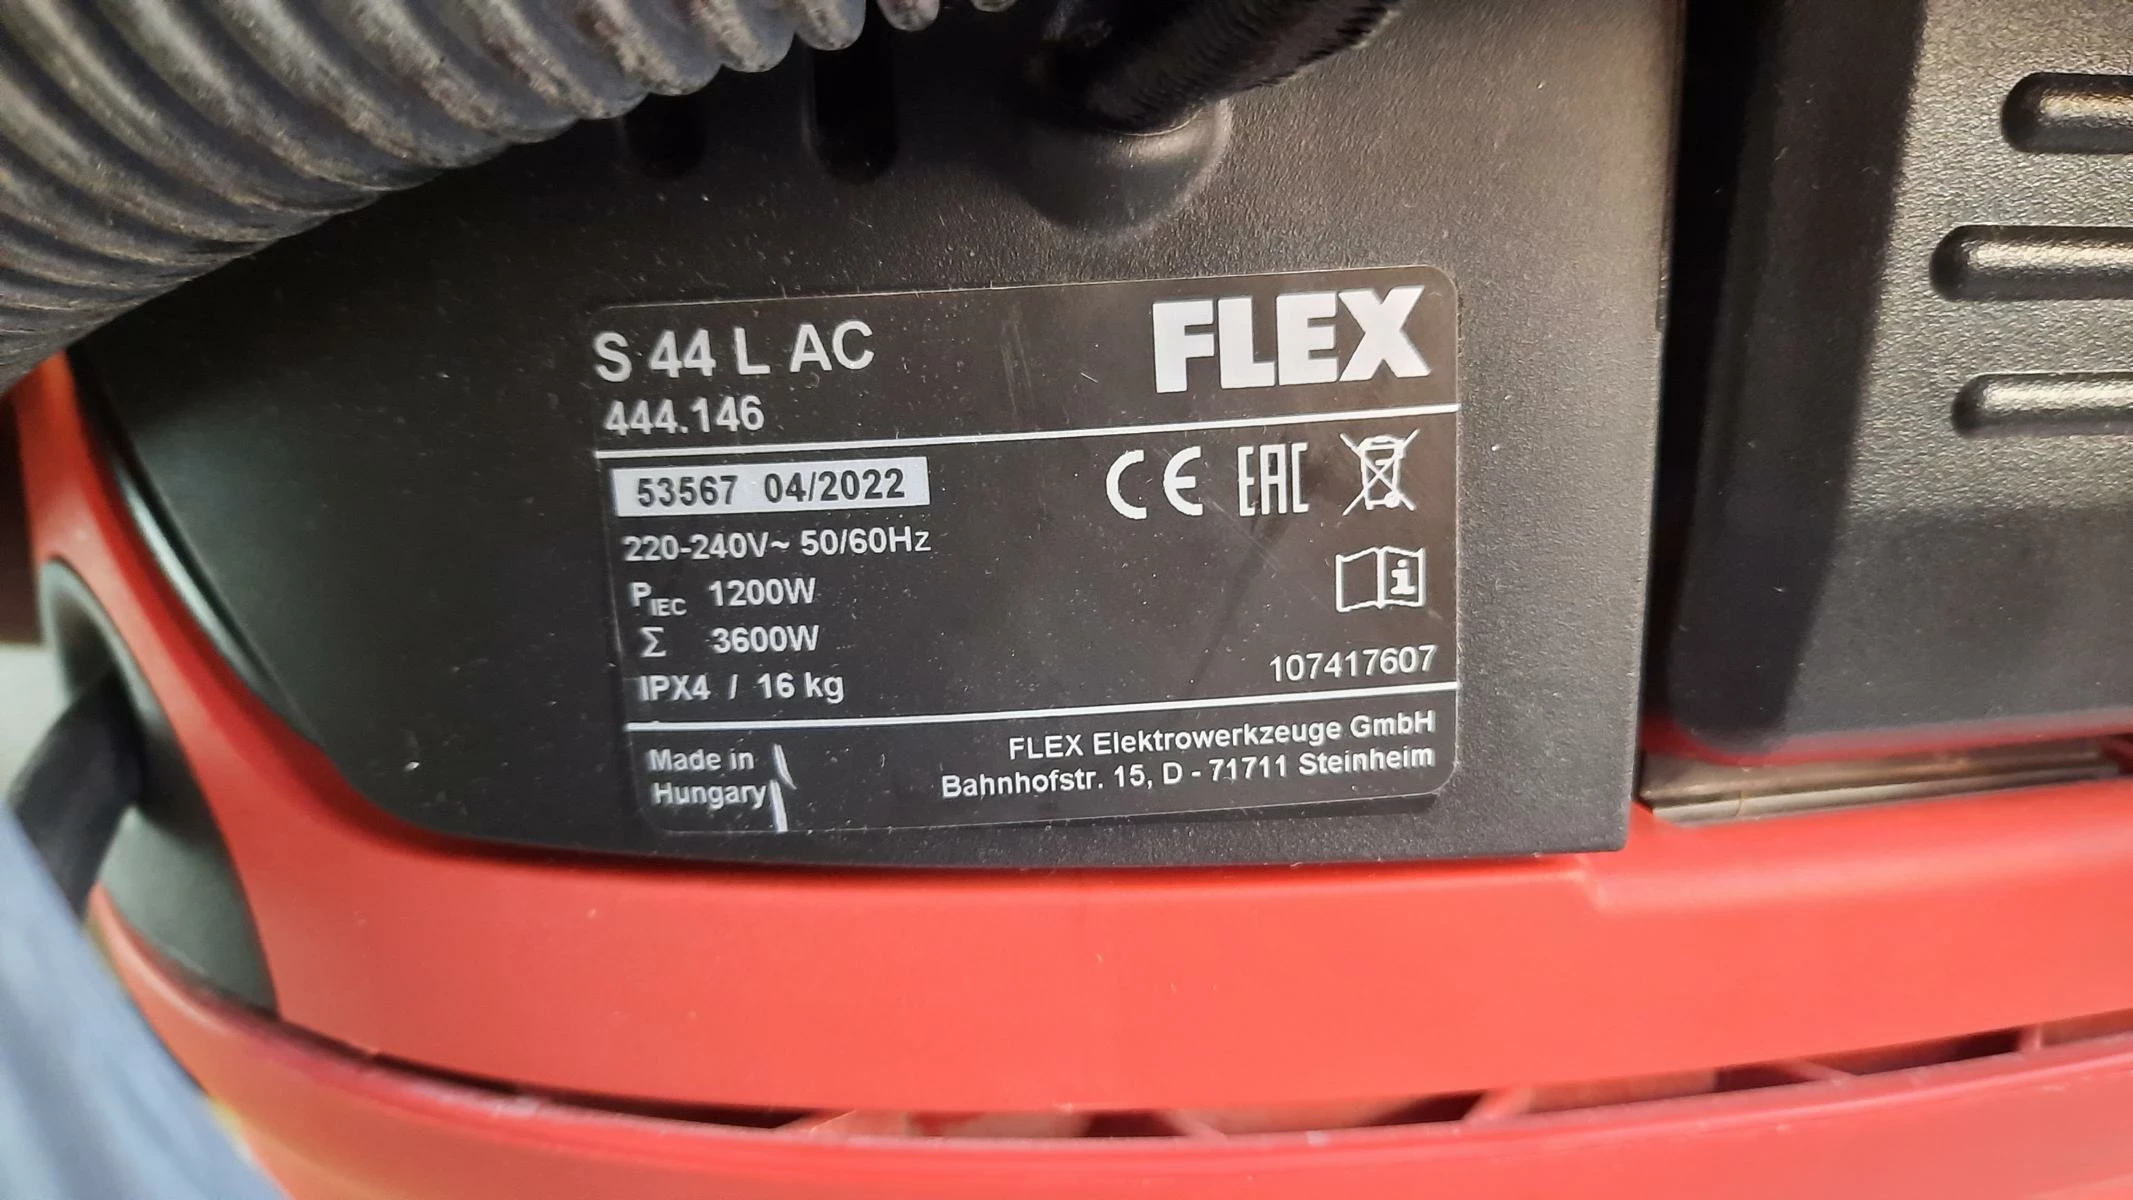 S 44 L AC
FLEX
444.146
53567 04/2022
CE EAC
220-240V~ 50/60Hz
PIEC 1200W
Σ 3600W
i
IPX4 / 16 kg
107417607
Made in
Hungary
FLEX Elektrowerkzeuge GmbH
Bahnhofstr. 15, D - 71711 Steinheim